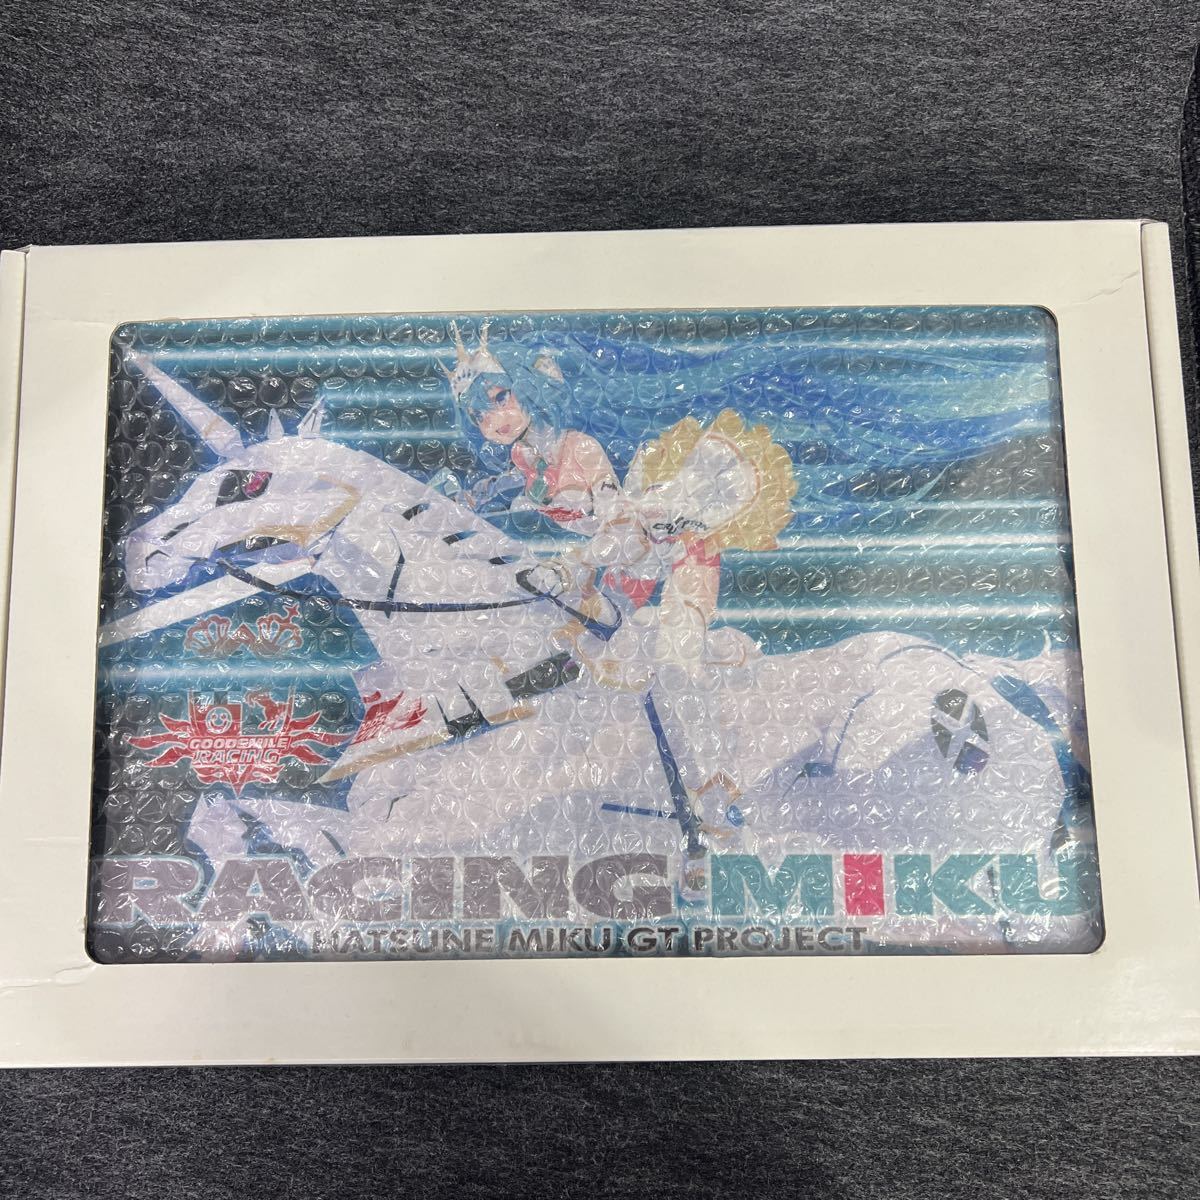 GOODSMILE
RACING
RACING MIKU
HATSUNE MIKU GT PROJECT